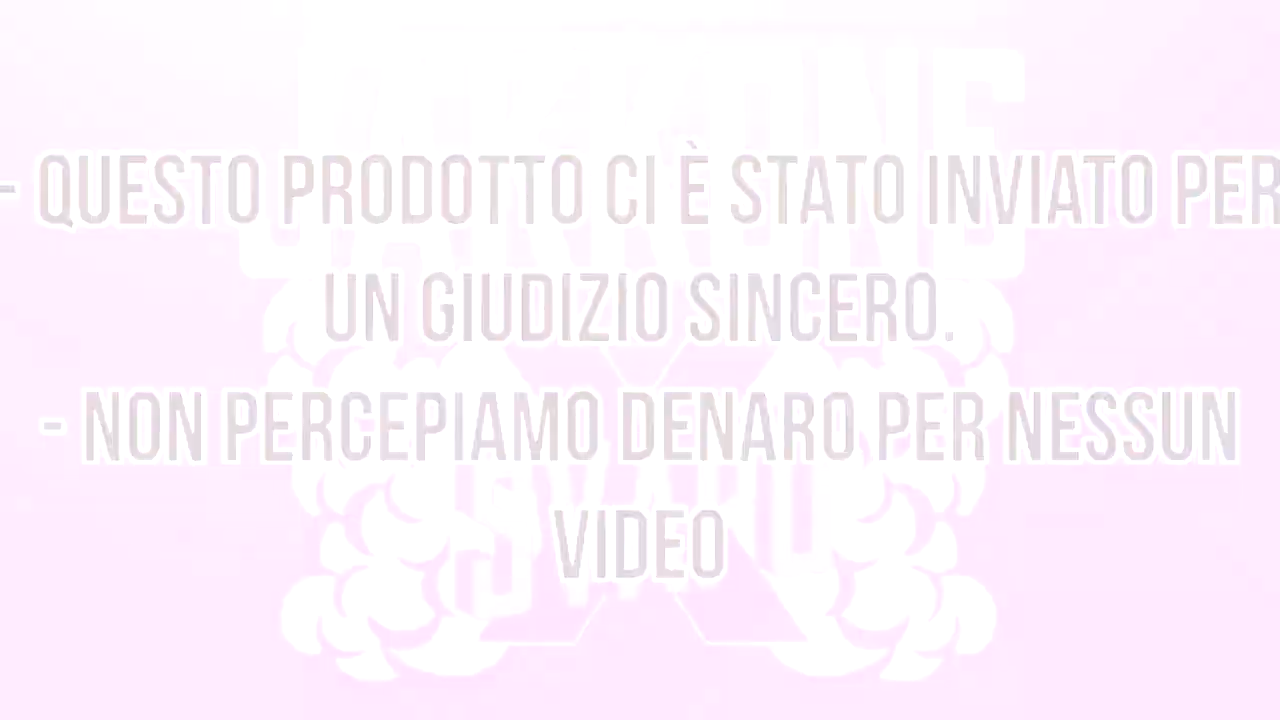 - QUESTO PRODOTTO CI È STATO INVIATO PER
UN GIUDIZIO SINCERO.
- NON PERCEPIAMO DENARO PER NESSUN
VIDEO